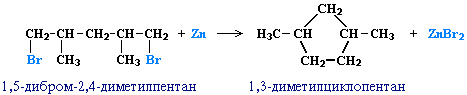 CH₂
CH₂–CH–CH₂–CH–CH₂ + Zn → H₃C–CH CH–CH₃ + ZnBr₂
Br CH₃ CH₃ Br CH₂–CH₂
1,5-дибром-2,4-диметилпентан 1,3-диметилциклопентан